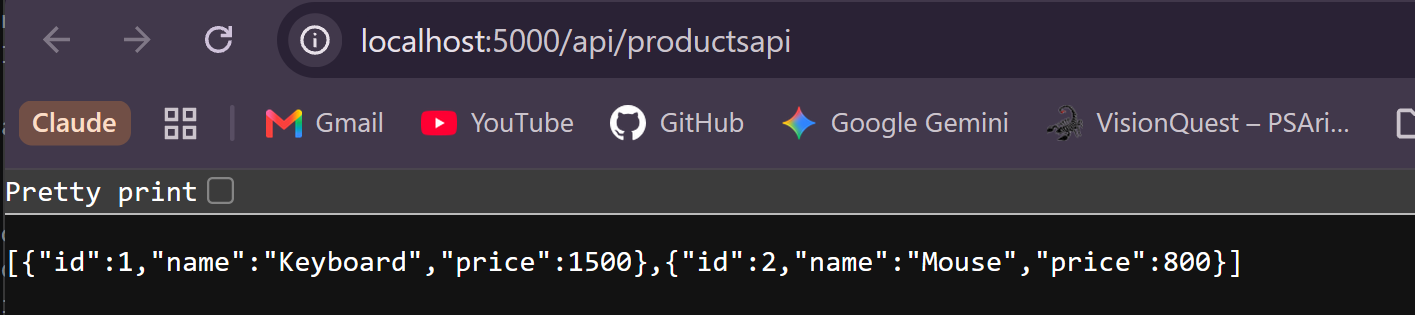 localhost:5000/api/productsapi
Claude Gmail YouTube GitHub Google Gemini VisionQuest – PSAri...
Pretty print
[{"id":1,"name":"Keyboard","price":1500},{"id":2,"name":"Mouse","price":800}]